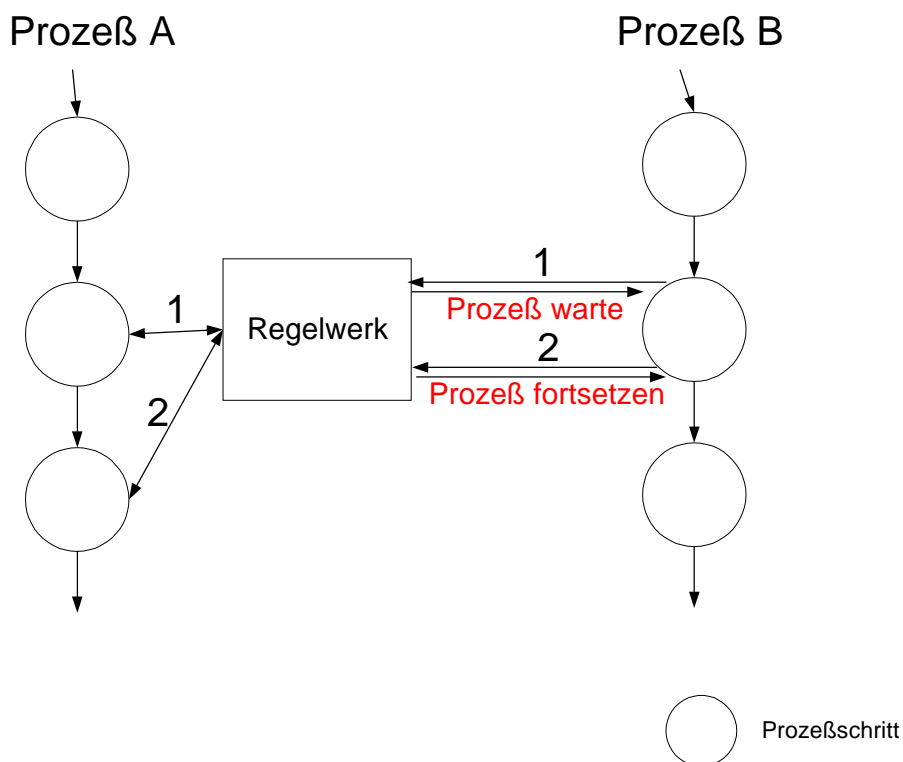 Prozeß A
Prozeß B
1
1
Prozeß warte
Regelwerk
2
Prozeß fortsetzen
2
Prozeßschritt